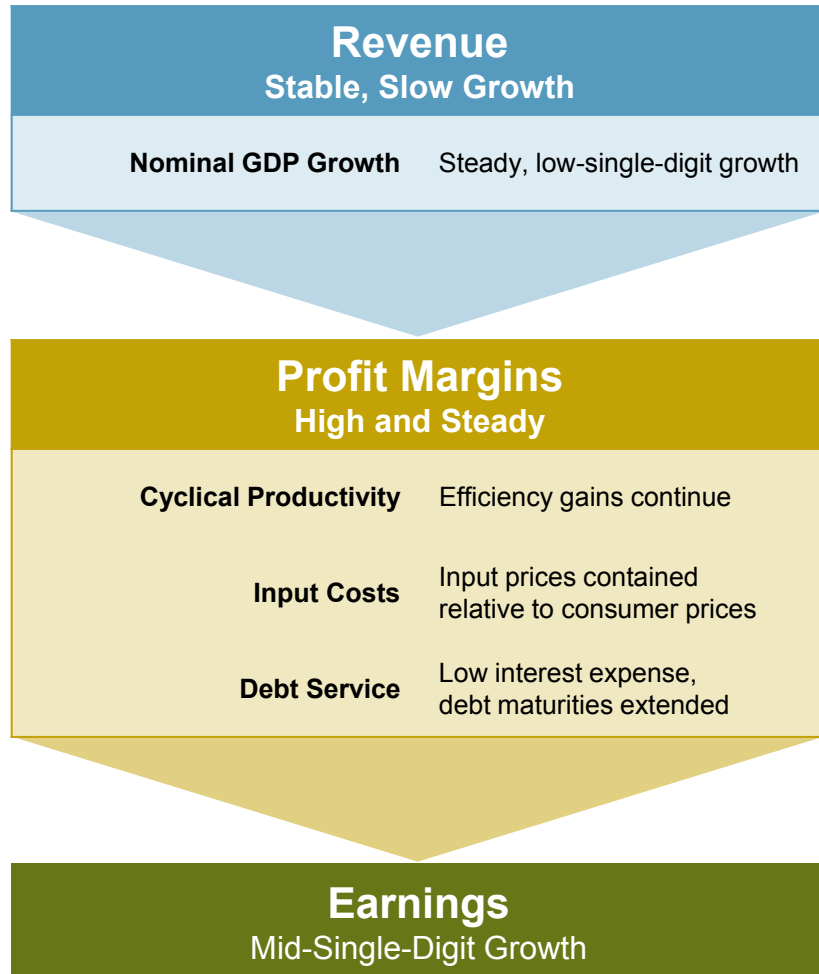 Revenue
Stable, Slow Growth
Nominal GDP Growth Steady, low-single-digit growth
Profit Margins
High and Steady
Cyclical Productivity Efficiency gains continue
Input Costs Input prices contained
relative to consumer prices
Debt Service Low interest expense,
debt maturities extended
Earnings
Mid-Single-Digit Growth